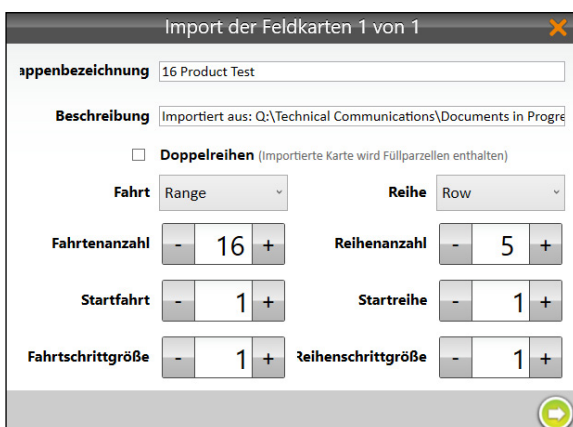 Import der Feldkarten 1 von 1
appenbezeichnung 16 Product Test
Beschreibung Importiert aus: Q:\Technical Communications\Documents in Progre
Doppelreihen (Importierte Karte wird Füllparzellen enthalten)
Fahrt Range Reihe Row
Fahrtenanzahl - 16 + Reihenanzahl - 5 +
Startfahrt - 1 + Startreihe - 1 +
Fahrtschrittgröße - 1 + Reihenschrittgröße - 1 +